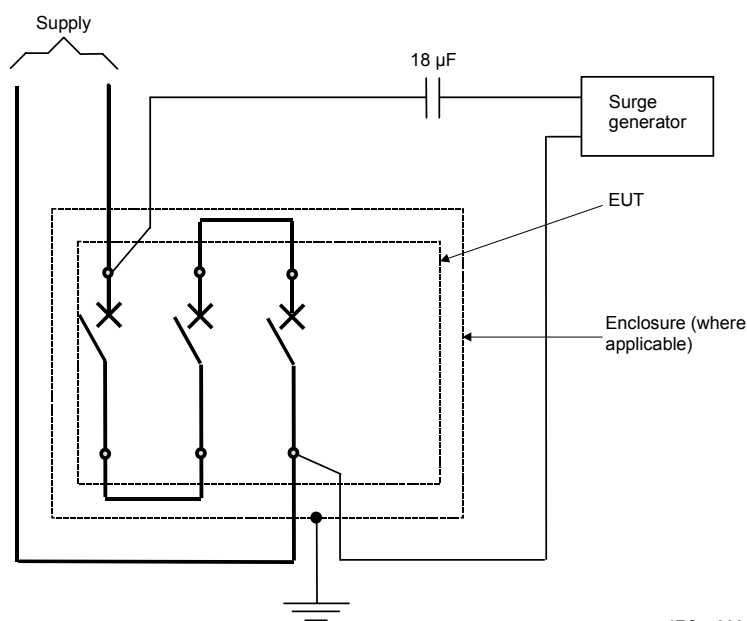 Supply
18 µF
Surge
generator
EUT
Enclosure (where
applicable)